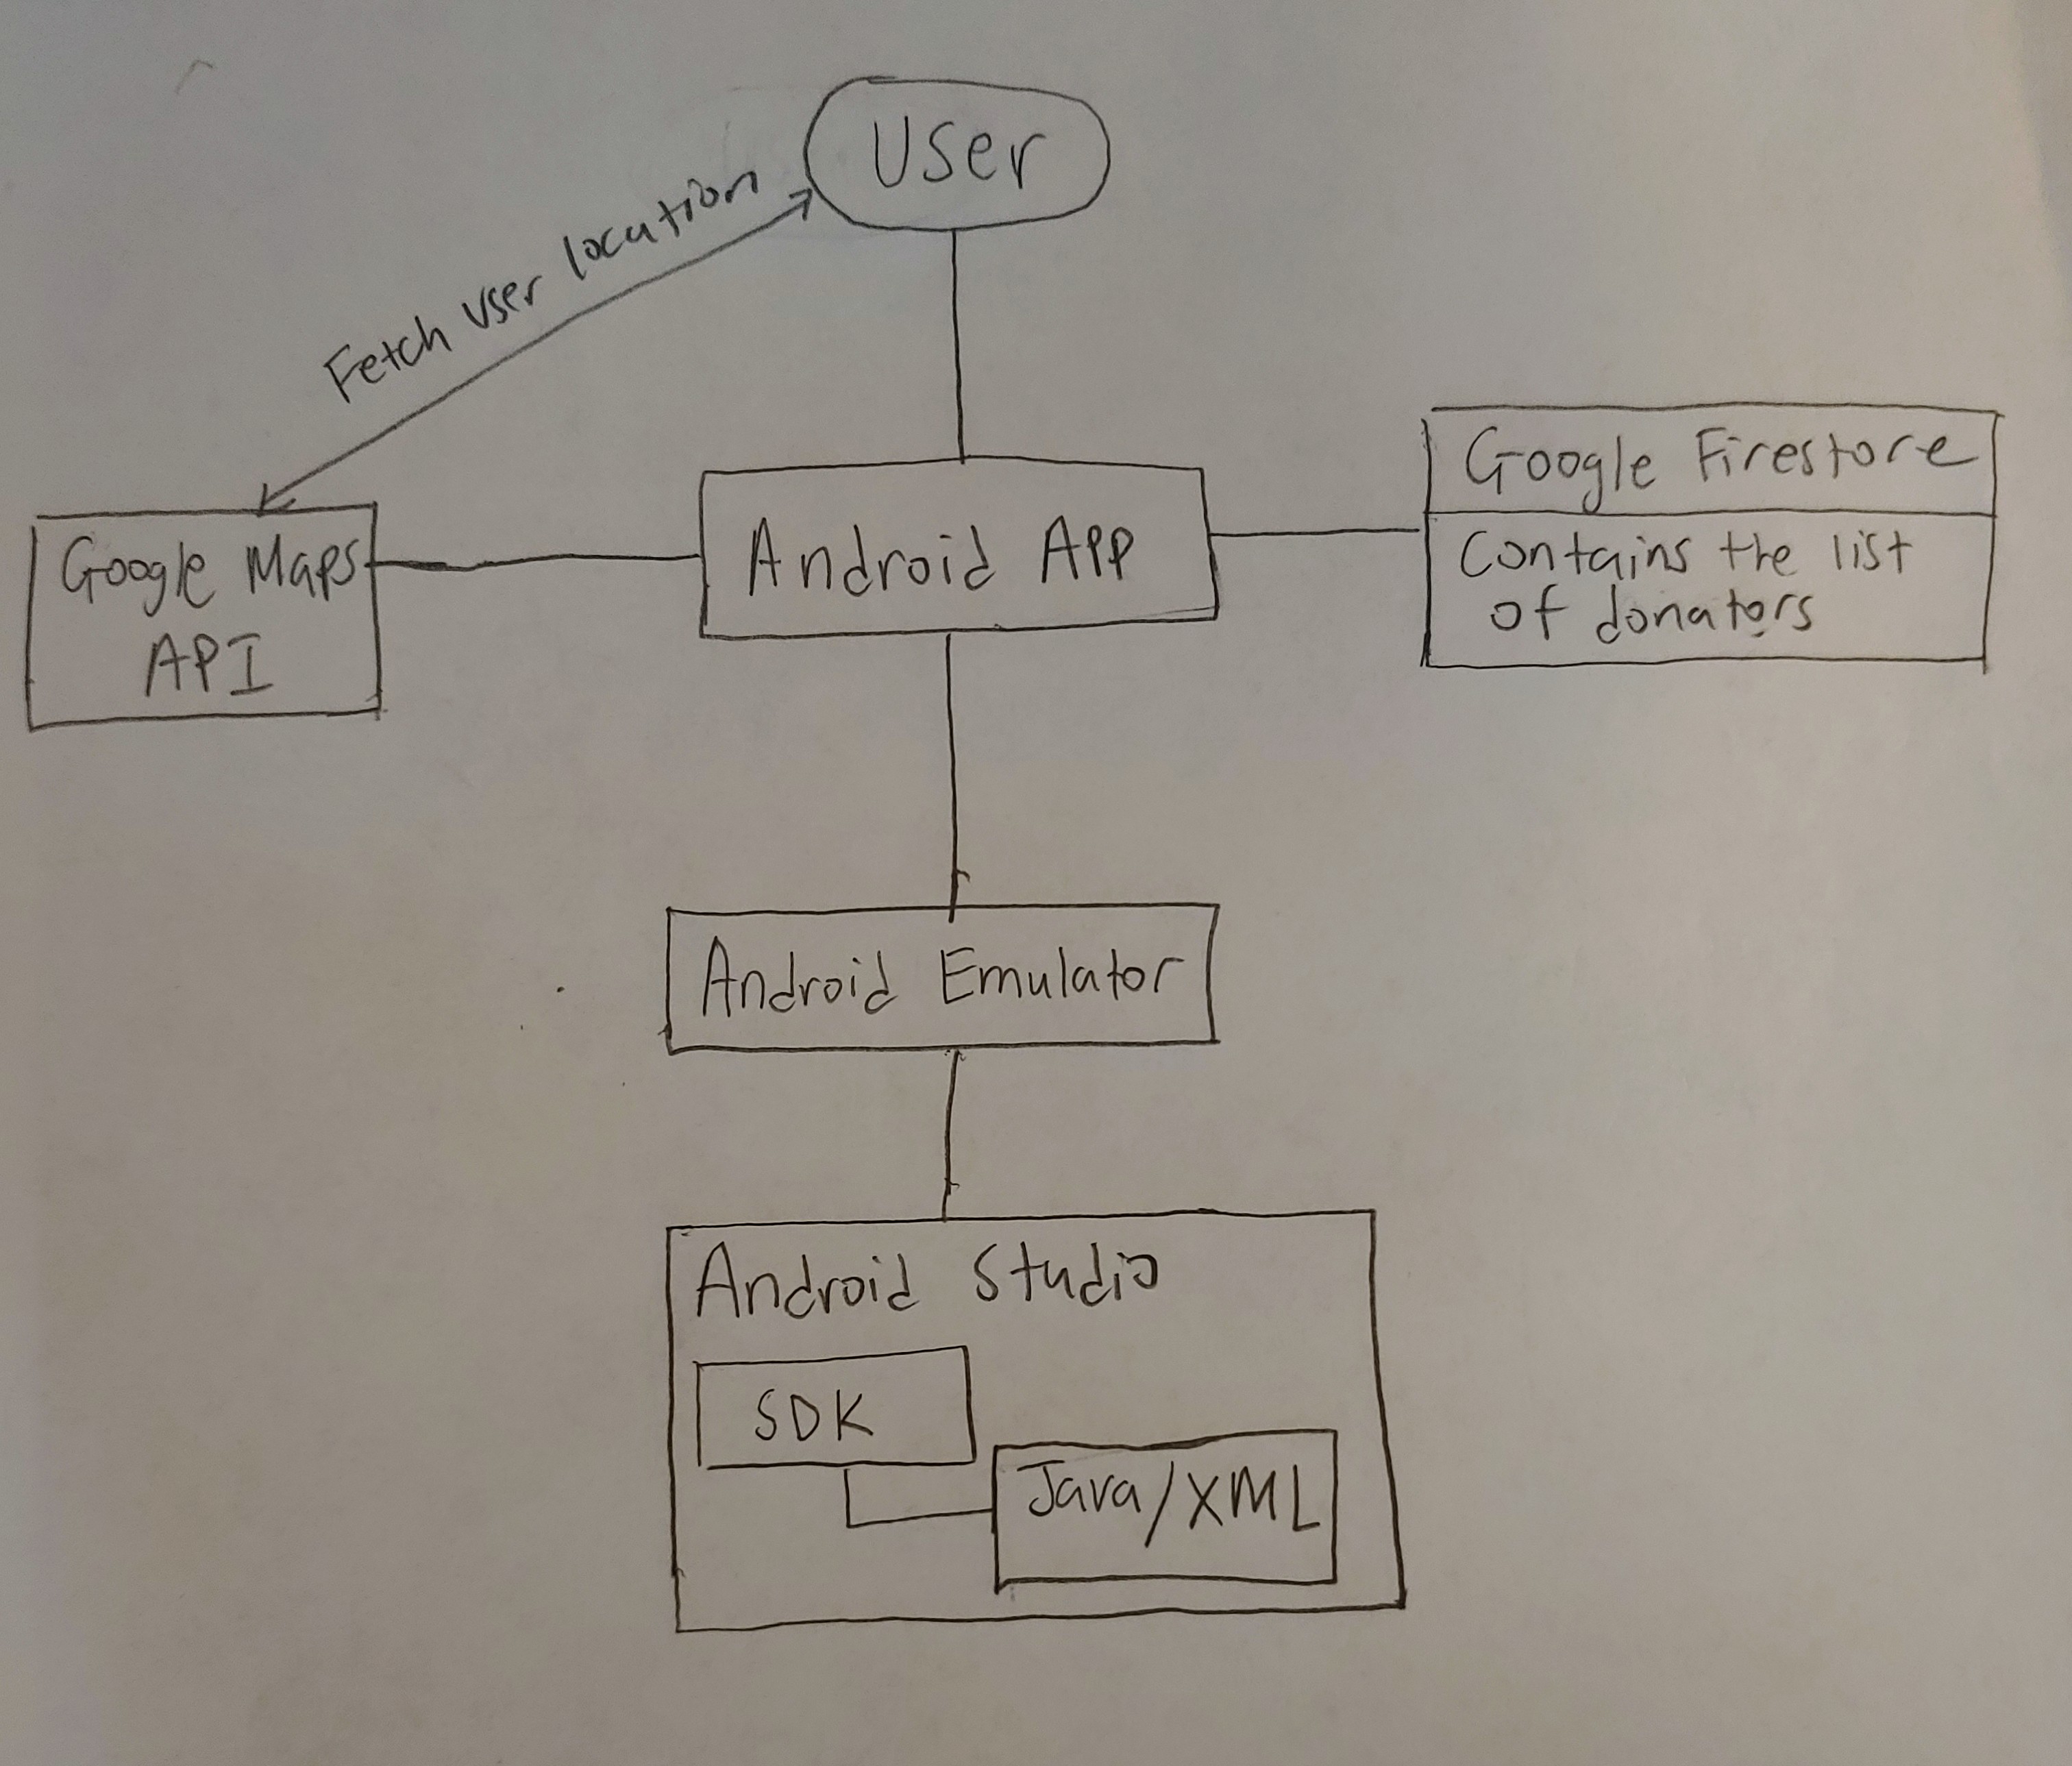 User
Fetch user location
Google Firestore
Contains the list
of donators
Google Maps
API
Android App
Android Emulator
Android Studio
SDK
Java/XML